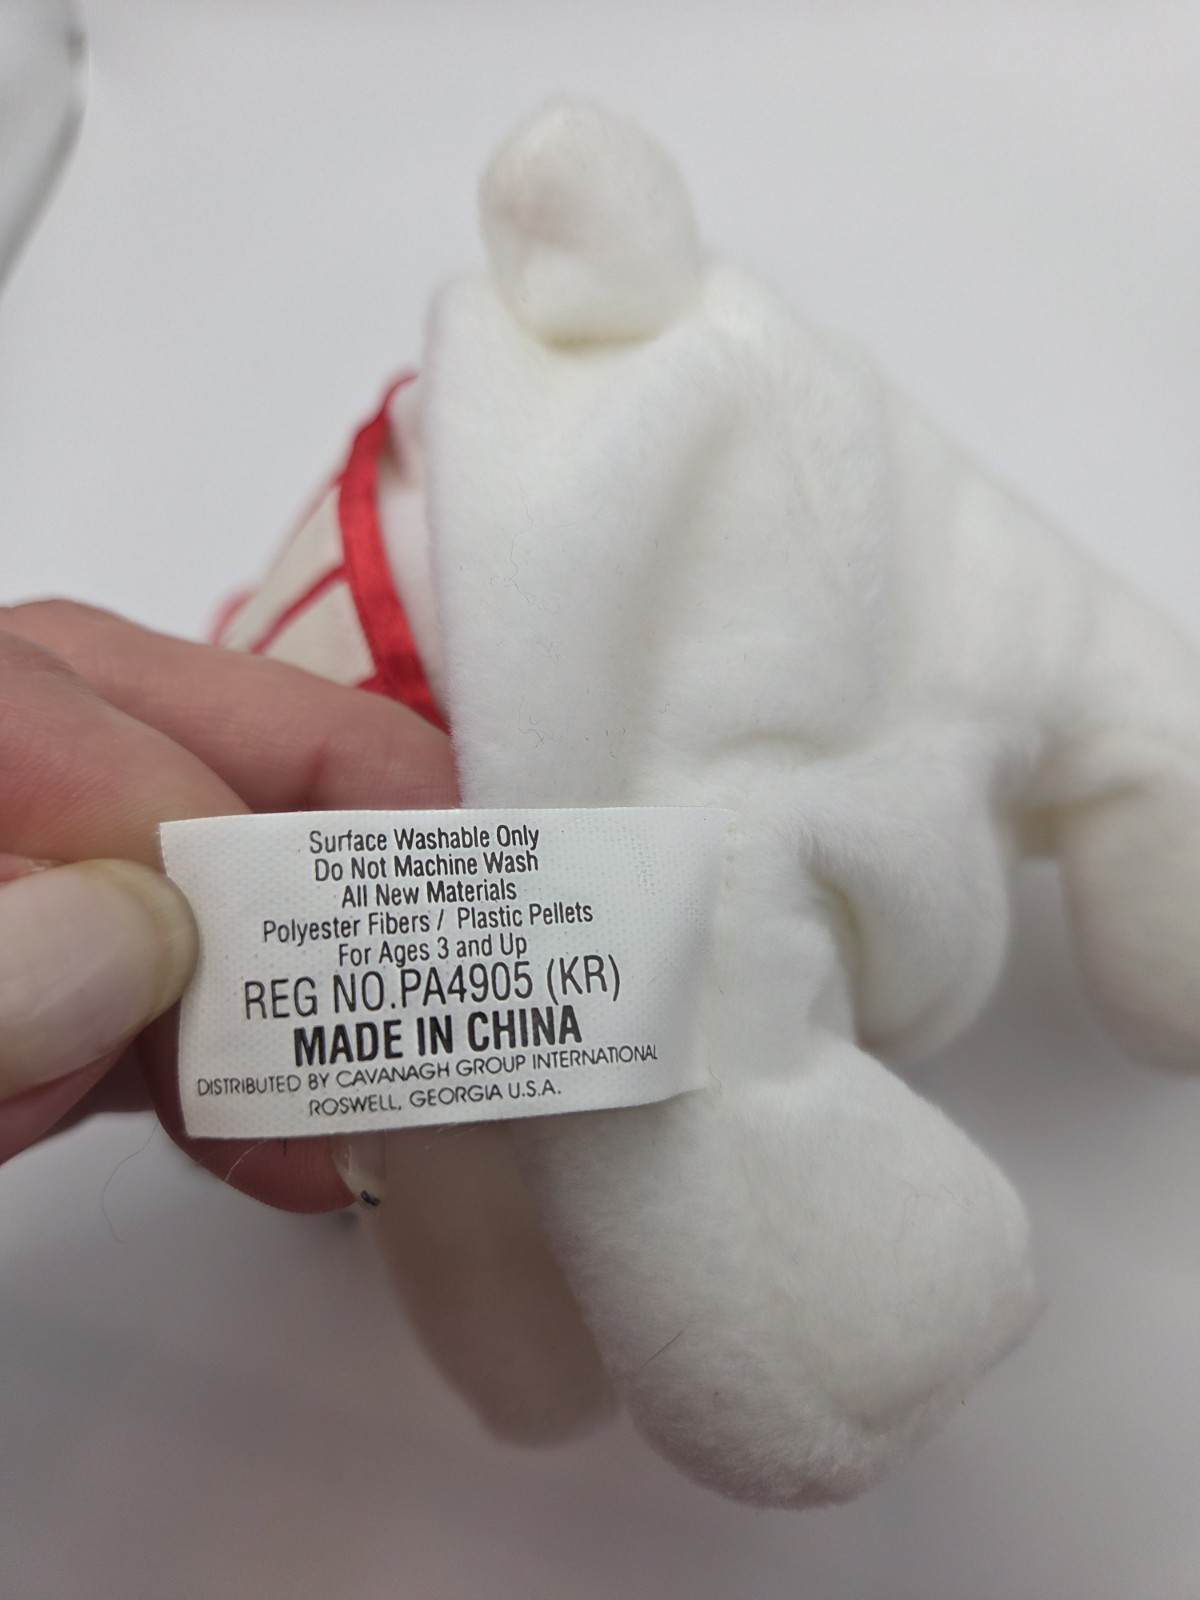 Surface Washable Only
Do Not Machine Wash
All New Materials
Polyester Fibers / Plastic Pellets
For Ages 3 and Up
REG NO.PA4905 (KR)
MADE IN CHINA
DISTRIBUTED BY CAVANAGH GROUP INTERNATIONAL
ROSWELL, GEORGIA U.S.A.